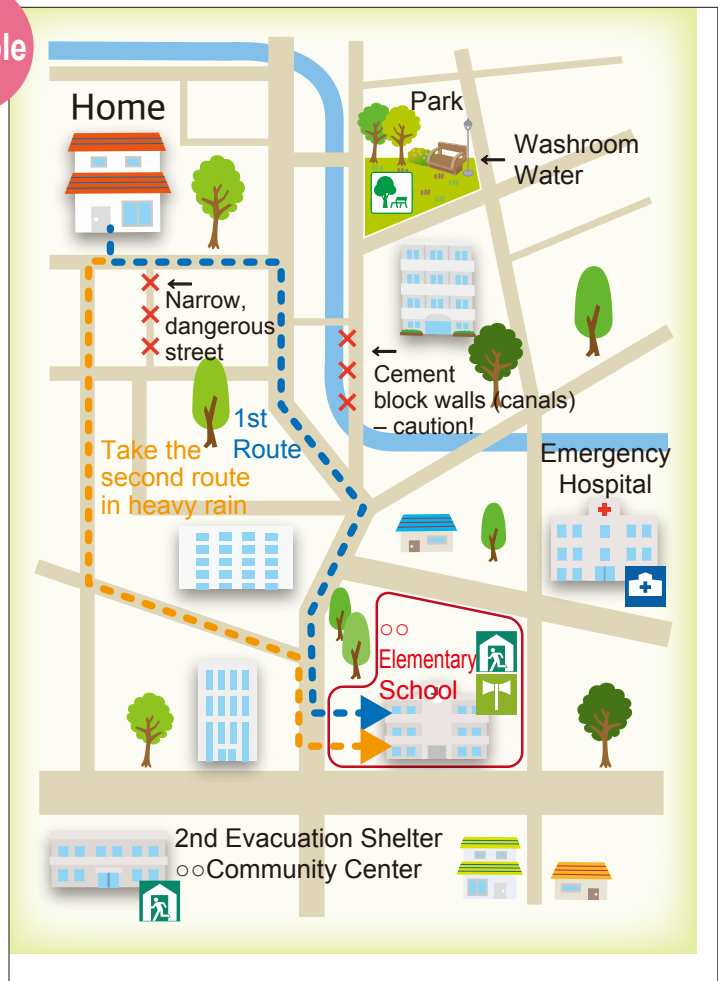 Home
Park
Washroom
Water
Narrow,
dangerous
street
Cement
block walls (canals)
– caution!
1st
Route
Take the
second route
in heavy rain
Emergency
Hospital
○○
Elementary
School
2nd Evacuation Shelter
○○Community Center